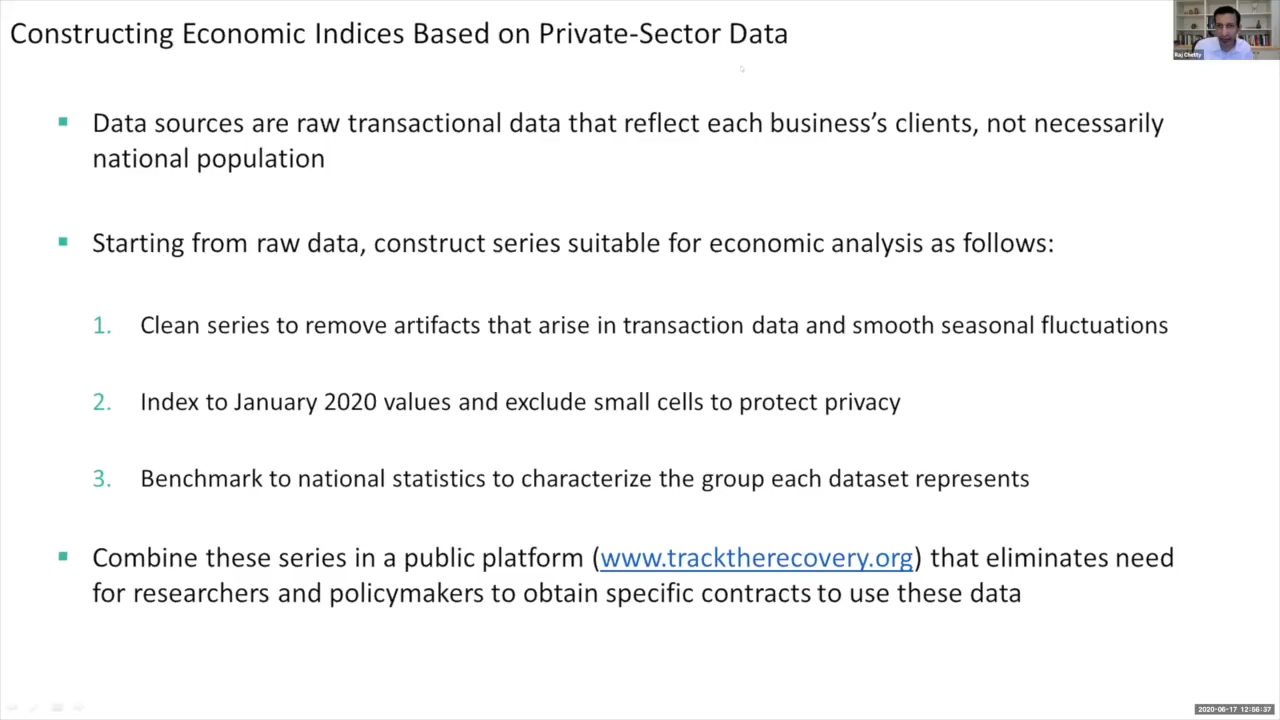 Constructing Economic Indices Based on Private-Sector Data
Raj Chetty
▪ Data sources are raw transactional data that reflect each business's clients, not necessarily
national population
▪ Starting from raw data, construct series suitable for economic analysis as follows:
1. Clean series to remove artifacts that arise in transaction data and smooth seasonal fluctuations
2. Index to January 2020 values and exclude small cells to protect privacy
3. Benchmark to national statistics to characterize the group each dataset represents
▪ Combine these series in a public platform (www.tracktherecovery.org) that eliminates need
for researchers and policymakers to obtain specific contracts to use these data
2020-06-17 12:56:37